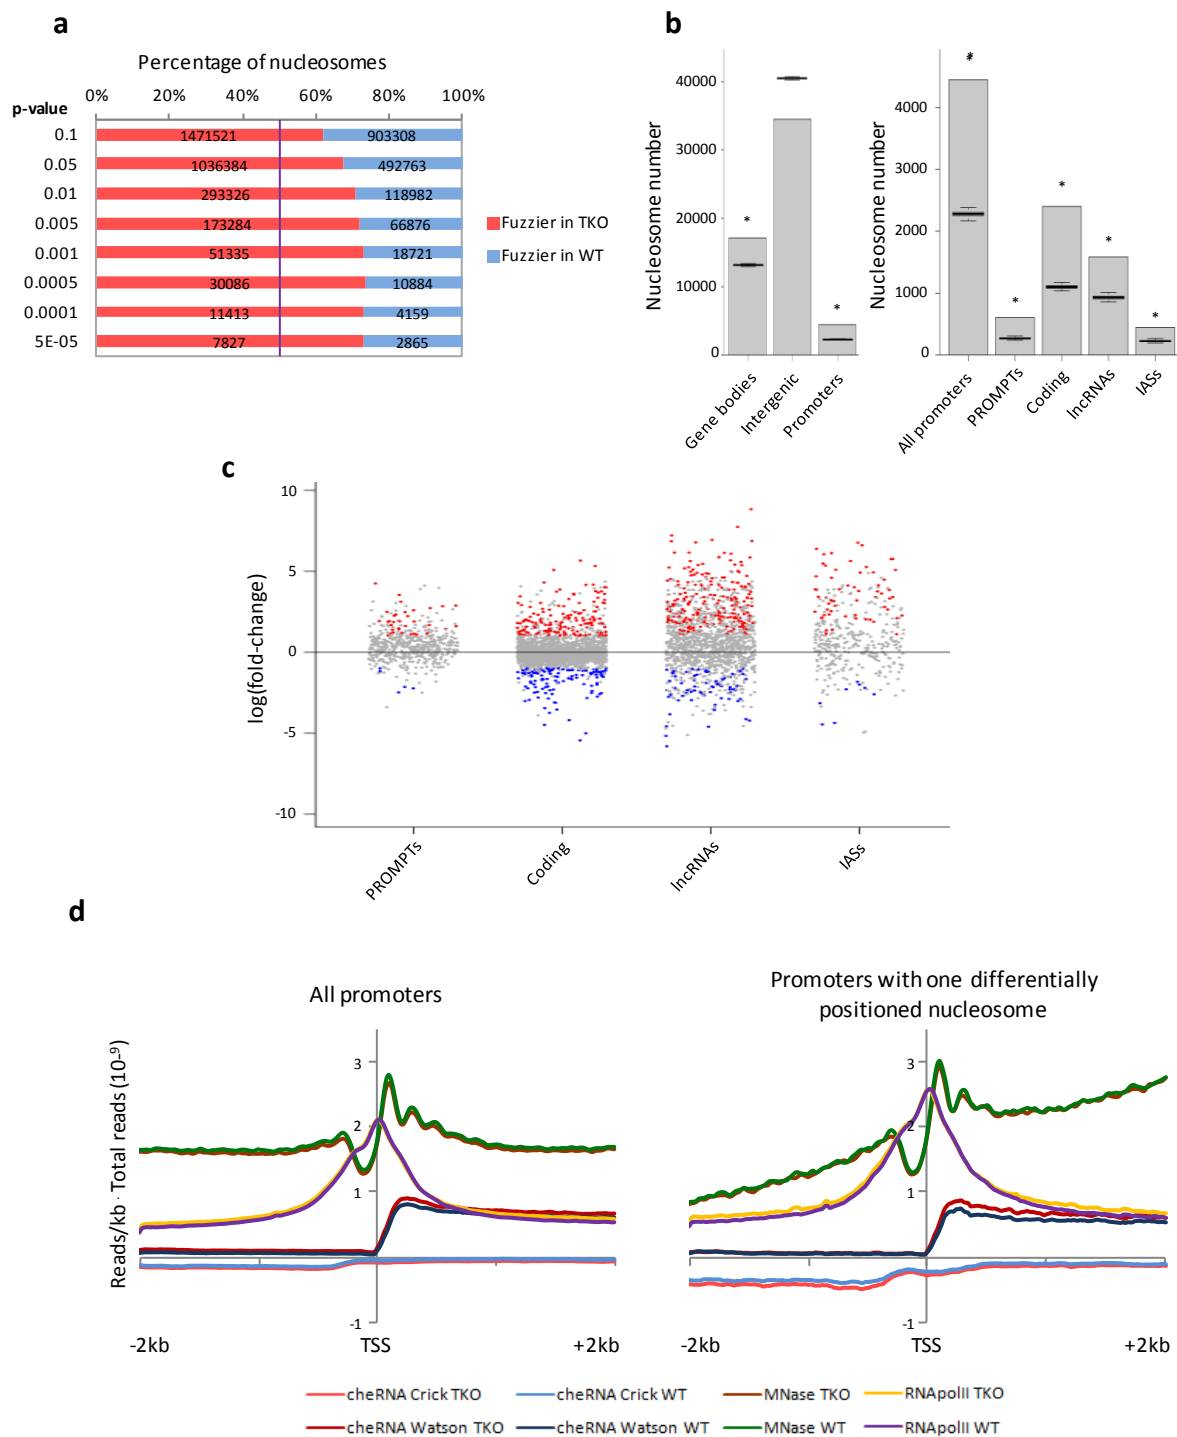 a
Percentage of nucleosomes
0% 20% 40% 60% 80% 100%
p-value
0.1 1471521 903308
0.05 1036384 492763
0.01 293326 118982
0.005 173284 66876
0.001 51335 18721
0.0005 30086 10884
0.0001 11413 4159
5E-05 7827 2865
Fuzzier in TKO
Fuzzier in WT
b
Nucleosome number
40000
30000
20000
10000
0
* *
Gene bodies
Intergenic
Promoters
Nucleosome number
4000
3000
2000
1000
0
* * * * *
All promoters
PROMPTs
Coding
lncRNAs
IASs
c
log(fold-change)
10
5
0
-5
-10
PROMPTs
Coding
lncRNAs
IASs
d
All promoters
Reads/kb · Total reads (10⁻⁹)
3
2
1
-1
-2kb TSS +2kb
Promoters with one differentially
positioned nucleosome
3
2
1
-1
-2kb TSS +2kb
cheRNA Crick TKO cheRNA Crick WT MNase TKO RNApolII TKO
cheRNA Watson TKO cheRNA Watson WT MNase WT RNApolII WT